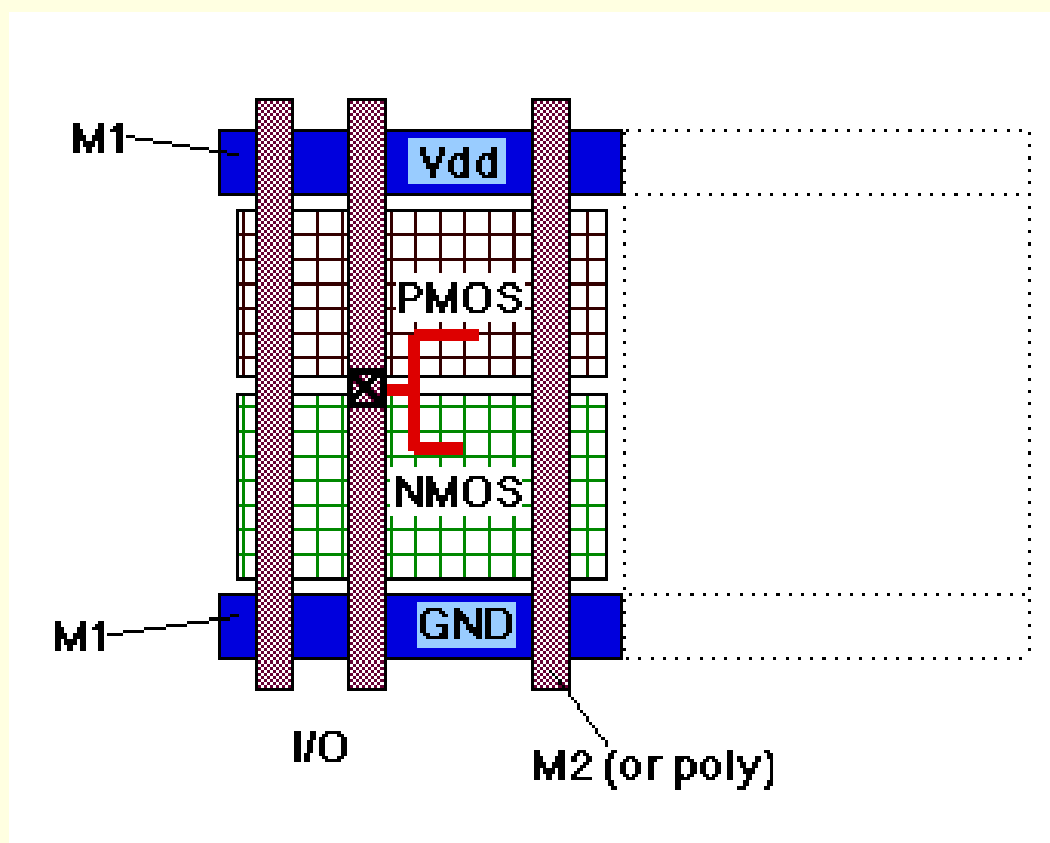 M1
Vdd
PMOS
NMOS
GND
M1
I/O
M2 (or poly)